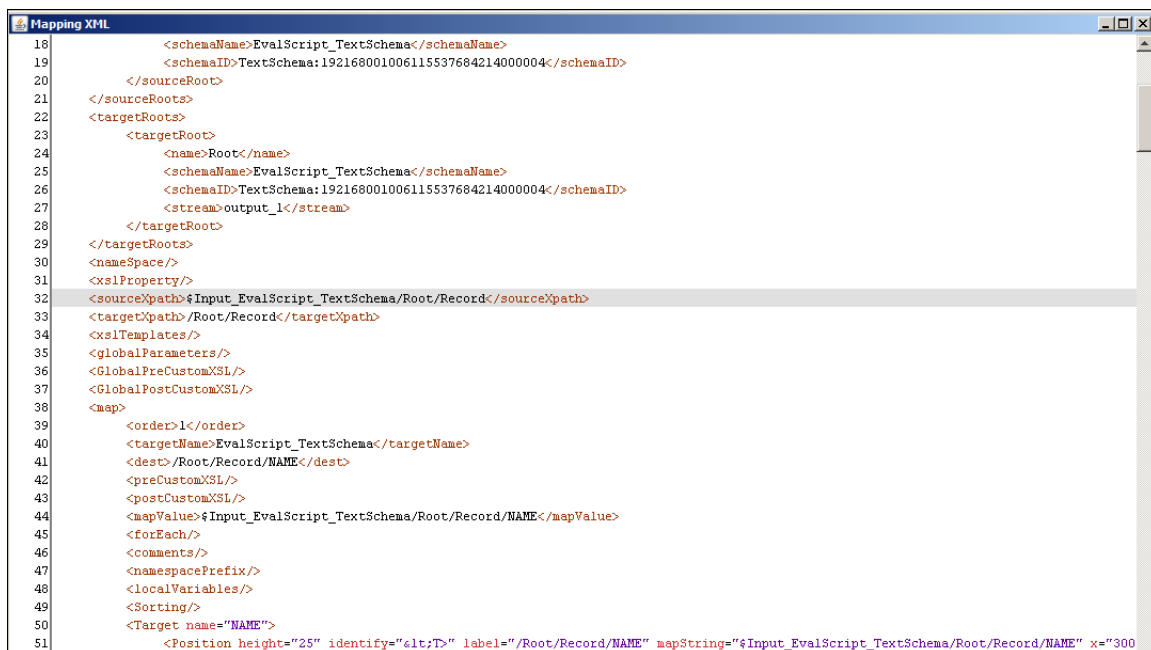 Mapping XML
18 <schemaName>EvalScript_TextSchema</schemaName>
19 <schemaID>TextSchema:192168001006115537684214000004</schemaID>
20 </sourceRoot>
21 </sourceRoots>
22 <targetRoots>
23 <targetRoot>
24 <name>Root</name>
25 <schemaName>EvalScript_TextSchema</schemaName>
26 <schemaID>TextSchema:192168001006115537684214000004</schemaID>
27 <stream>output_1</stream>
28 </targetRoot>
29 </targetRoots>
30 <nameSpace/>
31 <xslProperty/>
32 <sourceXpath>$Input_EvalScript_TextSchema/Root/Record</sourceXpath>
33 <targetXpath>/Root/Record</targetXpath>
34 <xslTemplates/>
35 <globalParameters/>
36 <GlobalPreCustomXSL/>
37 <GlobalPostCustomXSL/>
38 <map>
39 <order>1</order>
40 <targetName>EvalScript_TextSchema</targetName>
41 <dest>/Root/Record/NAME</dest>
42 <preCustomXSL/>
43 <postCustomXSL/>
44 <mapValue>$Input_EvalScript_TextSchema/Root/Record/NAME</mapValue>
45 <forEach/>
46 <comments/>
47 <namespacePrefix/>
48 <localVariables/>
49 <Sorting/>
50 <Target name="NAME">
51 <Position height="25" identify="&lt;T>" label="/Root/Record/NAME" mapString="$Input_EvalScript_TextSchema/Root/Record/NAME" x="300